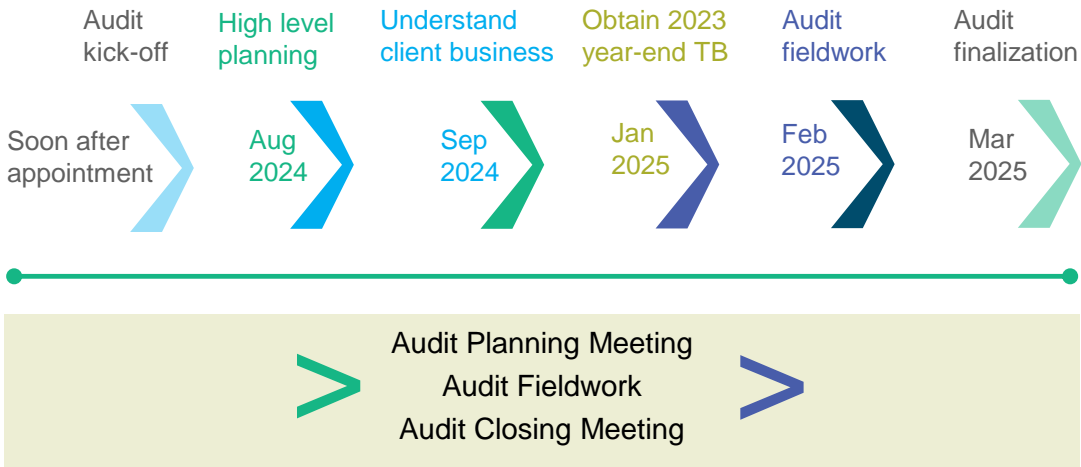 Audit
kick-off
High level
planning
Understand
client business
Obtain 2023
year-end TB
Audit
fieldwork
Audit
finalization
Soon after
appointment
Aug
2024
Sep
2024
Jan
2025
Feb
2025
Mar
2025
Audit Planning Meeting
Audit Fieldwork
Audit Closing Meeting